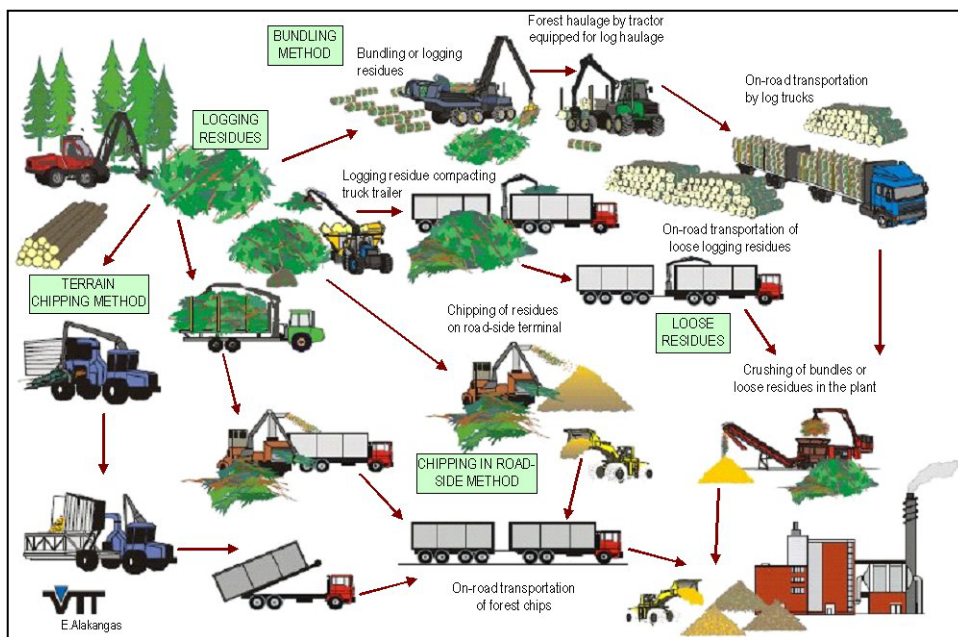 BUNDLING
METHOD
Forest haulage by tractor
equipped for log haulage
Bundling or logging
residues
On-road transportation
by log trucks
LOGGING
RESIDUES
Logging residue compacting
truck trailer
On-road transportation of
loose logging residues
TERRAIN
CHIPPING METHOD
Chipping of residues
on road-side terminal
LOOSE
RESIDUES
Crushing of bundles or
loose residues in the plant
CHIPPING IN ROAD-
SIDE METHOD
On-road transportation
of forest chips
VTT
E.Alakangas